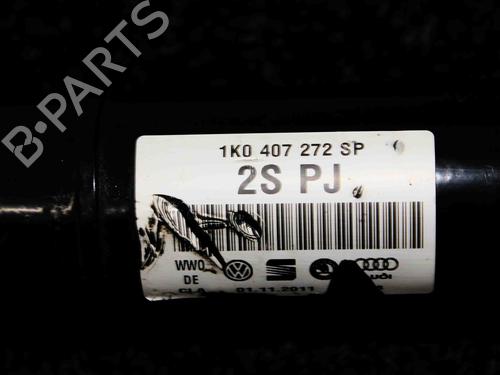 B-PARTS
1K0 407 272 SP
2S PJ
WWO
DE
01.11.2011